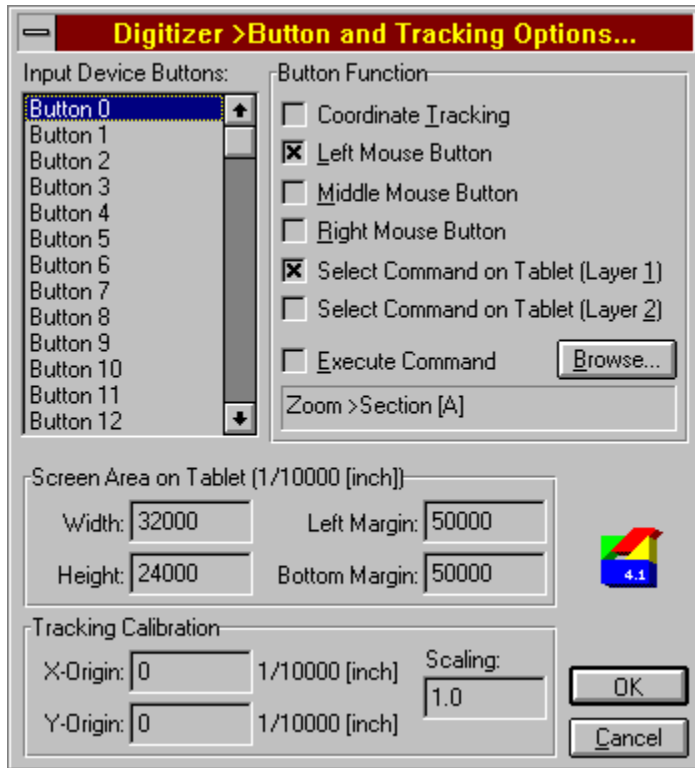 Digitizer >Button and Tracking Options...
Input Device Buttons:
Button 0
Button 1
Button 2
Button 3
Button 4
Button 5
Button 6
Button 7
Button 8
Button 9
Button 10
Button 11
Button 12
Button Function
Coordinate Tracking
Left Mouse Button
Middle Mouse Button
Right Mouse Button
Select Command on Tablet (Layer 1)
Select Command on Tablet (Layer 2)
Execute Command Browse...
Zoom >Section [A]
Screen Area on Tablet (1/10000 [inch])
Width: 32000 Left Margin: 50000
Height: 24000 Bottom Margin: 50000
4.1
Tracking Calibration
X-Origin: 0 1/10000 [inch] Scaling:
1.0
Y-Origin: 0 1/10000 [inch]
OK
Cancel